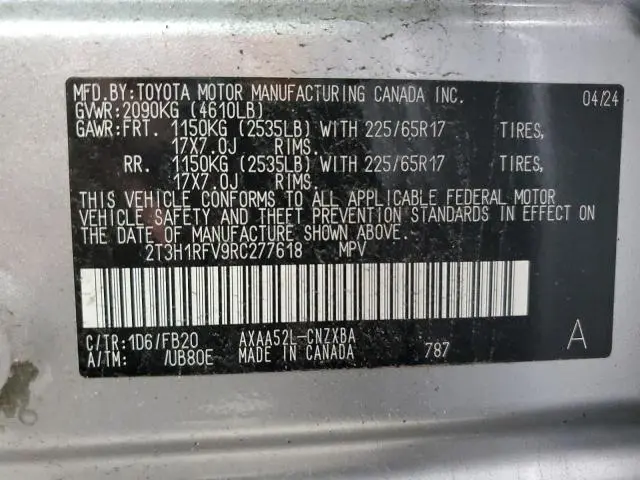 MFD.BY:TOYOTA MOTOR MANUFACTURING CANADA INC. 04/24
GVWR:2090KG (4610LB)
GAWR:FRT. 1150KG (2535LB) WITH 225/65R17 TIRES,
17X7.0J RIMS.
RR. 1150KG (2535LB) WITH 225/65R17 TIRES,
17X7.0J RIMS.
THIS VEHICLE CONFORMS TO ALL APPLICABLE FEDERAL MOTOR
VEHICLE SAFETY AND THEFT PREVENTION STANDARDS IN EFFECT ON
THE DATE OF MANUFACTURE SHOWN ABOVE.
2T3H1RFV9RC277618 MPV
C/TR:1D6/FB20 AXAA52L-CNZXBA A
A/TM: /UB80E MADE IN CANADA 787